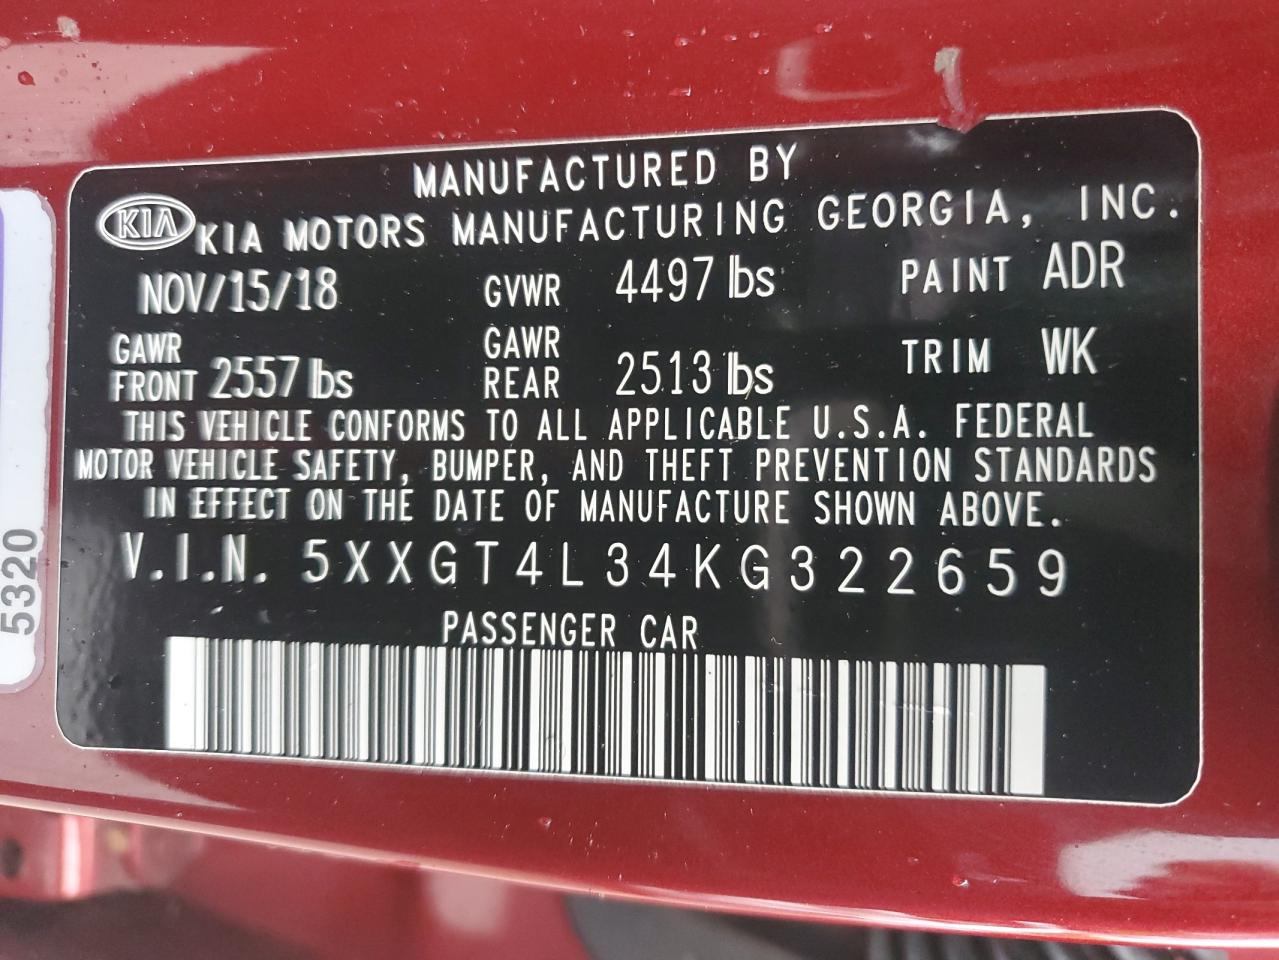 MANUFACTURED BY
KIA KIA MOTORS MANUFACTURING GEORGIA, INC.
NOV/15/18 GVWR 4497 lbs PAINT ADR
GAWR FRONT 2557 lbs GAWR REAR 2513 lbs TRIM WK
THIS VEHICLE CONFORMS TO ALL APPLICABLE U.S.A. FEDERAL
MOTOR VEHICLE SAFETY, BUMPER, AND THEFT PREVENTION STANDARDS
IN EFFECT ON THE DATE OF MANUFACTURE SHOWN ABOVE.
V.I.N. 5XXGT4L34KG322659
PASSENGER CAR
5320